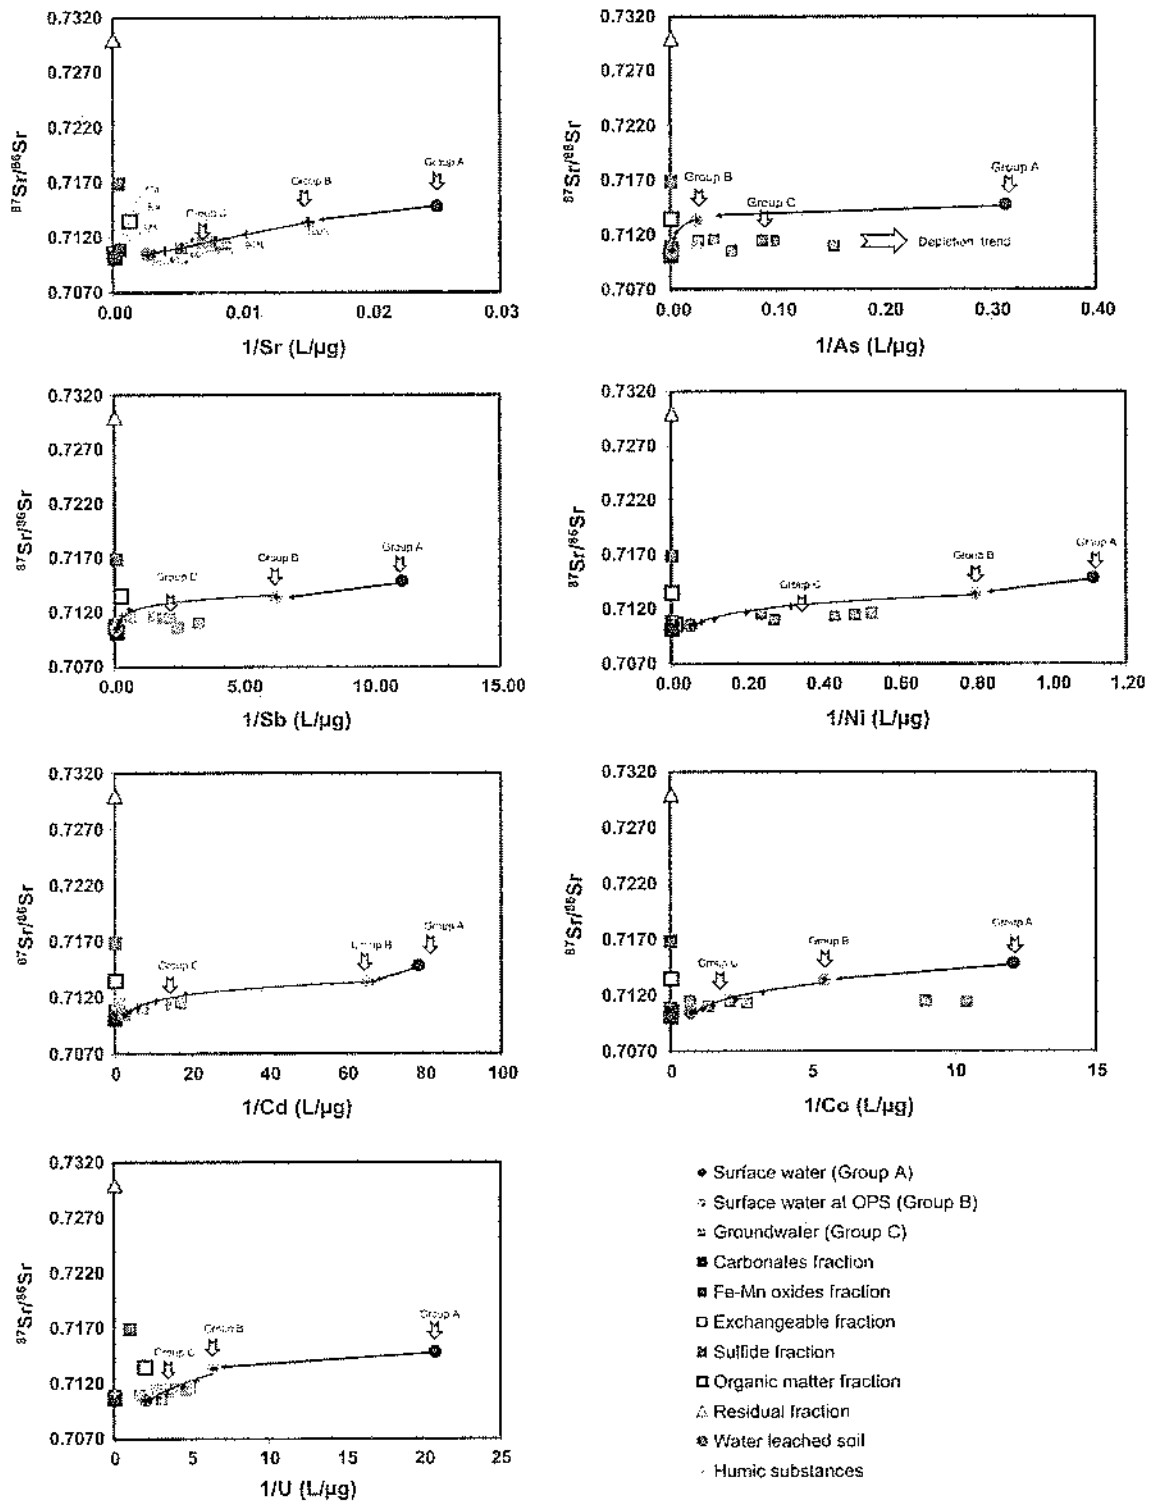 0.7320
0.7270
0.7220
0.7170
0.7120
0.7070
⁸⁷Sr/⁸⁶Sr
Group A
Group B
0.00 0.01 0.02 0.03
1/Sr (L/µg)
0.7320
0.7270
0.7220
0.7170
0.7120
0.7070
⁸⁷Sr/⁸⁶Sr
Group A
Group B
Group C
Depletion trend
0.00 0.10 0.20 0.30 0.40
1/As (L/µg)
0.7320
0.7270
0.7220
0.7170
0.7120
0.7070
⁸⁷Sr/⁸⁶Sr
Group A
Group B
0.00 5.00 10.00 15.00
1/Sb (L/µg)
0.7320
0.7270
0.7220
0.7170
0.7120
0.7070
⁸⁷Sr/⁸⁶Sr
Group A
Group B
Group C
0.00 0.20 0.40 0.60 0.80 1.00 1.20
1/Ni (L/µg)
0.7320
0.7270
0.7220
0.7170
0.7120
0.7070
⁸⁷Sr/⁸⁶Sr
Group A
Group B
Group C
0 20 40 60 80 100
1/Cd (L/µg)
0.7320
0.7270
0.7220
0.7170
0.7120
0.7070
⁸⁷Sr/⁸⁶Sr
Group A
Group B
Group C
0 5 10 15
1/Co (L/µg)
0.7320
0.7270
0.7220
0.7170
0.7120
0.7070
⁸⁷Sr/⁸⁶Sr
Group A
Group B
Group C
0 5 10 15 20 25
1/U (L/µg)
Surface water (Group A)
Surface water at OPS (Group B)
Groundwater (Group C)
Carbonates fraction
Fe-Mn oxides fraction
Exchangeable fraction
Sulfide fraction
Organic matter fraction
Residual fraction
Water leached soil
Humic substances